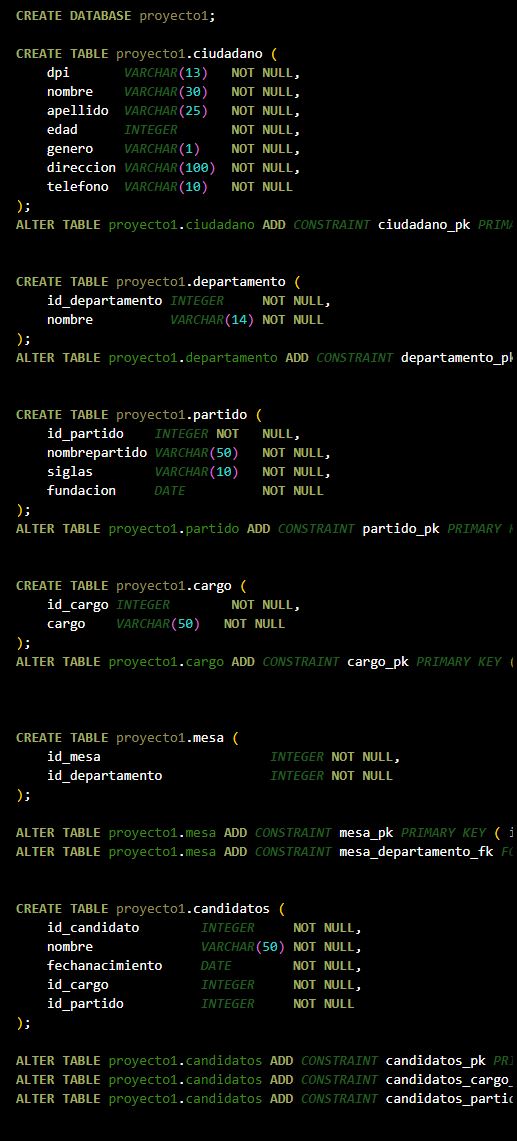 CREATE DATABASE proyecto1;
CREATE TABLE proyecto1.ciudadano (
dpi VARCHAR(13) NOT NULL,
nombre VARCHAR(30) NOT NULL,
apellido VARCHAR(25) NOT NULL,
edad INTEGER NOT NULL,
genero VARCHAR(1) NOT NULL,
direccion VARCHAR(100) NOT NULL,
telefono VARCHAR(10) NOT NULL
);
ALTER TABLE proyecto1.ciudadano ADD CONSTRAINT ciudadano_pk
CREATE TABLE proyecto1.departamento (
id_departamento INTEGER NOT NULL,
nombre VARCHAR(14) NOT NULL
);
ALTER TABLE proyecto1.departamento ADD CONSTRAINT departamento_pk
CREATE TABLE proyecto1.partido (
id_partido INTEGER NOT NULL,
nombrepartido VARCHAR(50) NOT NULL,
siglas VARCHAR(10) NOT NULL,
fundacion DATE NOT NULL
);
ALTER TABLE proyecto1.partido ADD CONSTRAINT partido_pk PRIMARY
CREATE TABLE proyecto1.cargo (
id_cargo INTEGER NOT NULL,
cargo VARCHAR(50) NOT NULL
);
ALTER TABLE proyecto1.cargo ADD CONSTRAINT cargo_pk PRIMARY KEY (
CREATE TABLE proyecto1.mesa (
id_mesa INTEGER NOT NULL,
id_departamento INTEGER NOT NULL
);
ALTER TABLE proyecto1.mesa ADD CONSTRAINT mesa_pk PRIMARY KEY (
ALTER TABLE proyecto1.mesa ADD CONSTRAINT mesa_departamento_fk
CREATE TABLE proyecto1.candidatos (
id_candidato INTEGER NOT NULL,
nombre VARCHAR(50) NOT NULL,
fechanacimiento DATE NOT NULL,
id_cargo INTEGER NOT NULL,
id_partido INTEGER NOT NULL
);
ALTER TABLE proyecto1.candidatos ADD CONSTRAINT candidatos_pk
ALTER TABLE proyecto1.candidatos ADD CONSTRAINT candidatos_cargo_
ALTER TABLE proyecto1.candidatos ADD CONSTRAINT candidatos_partid